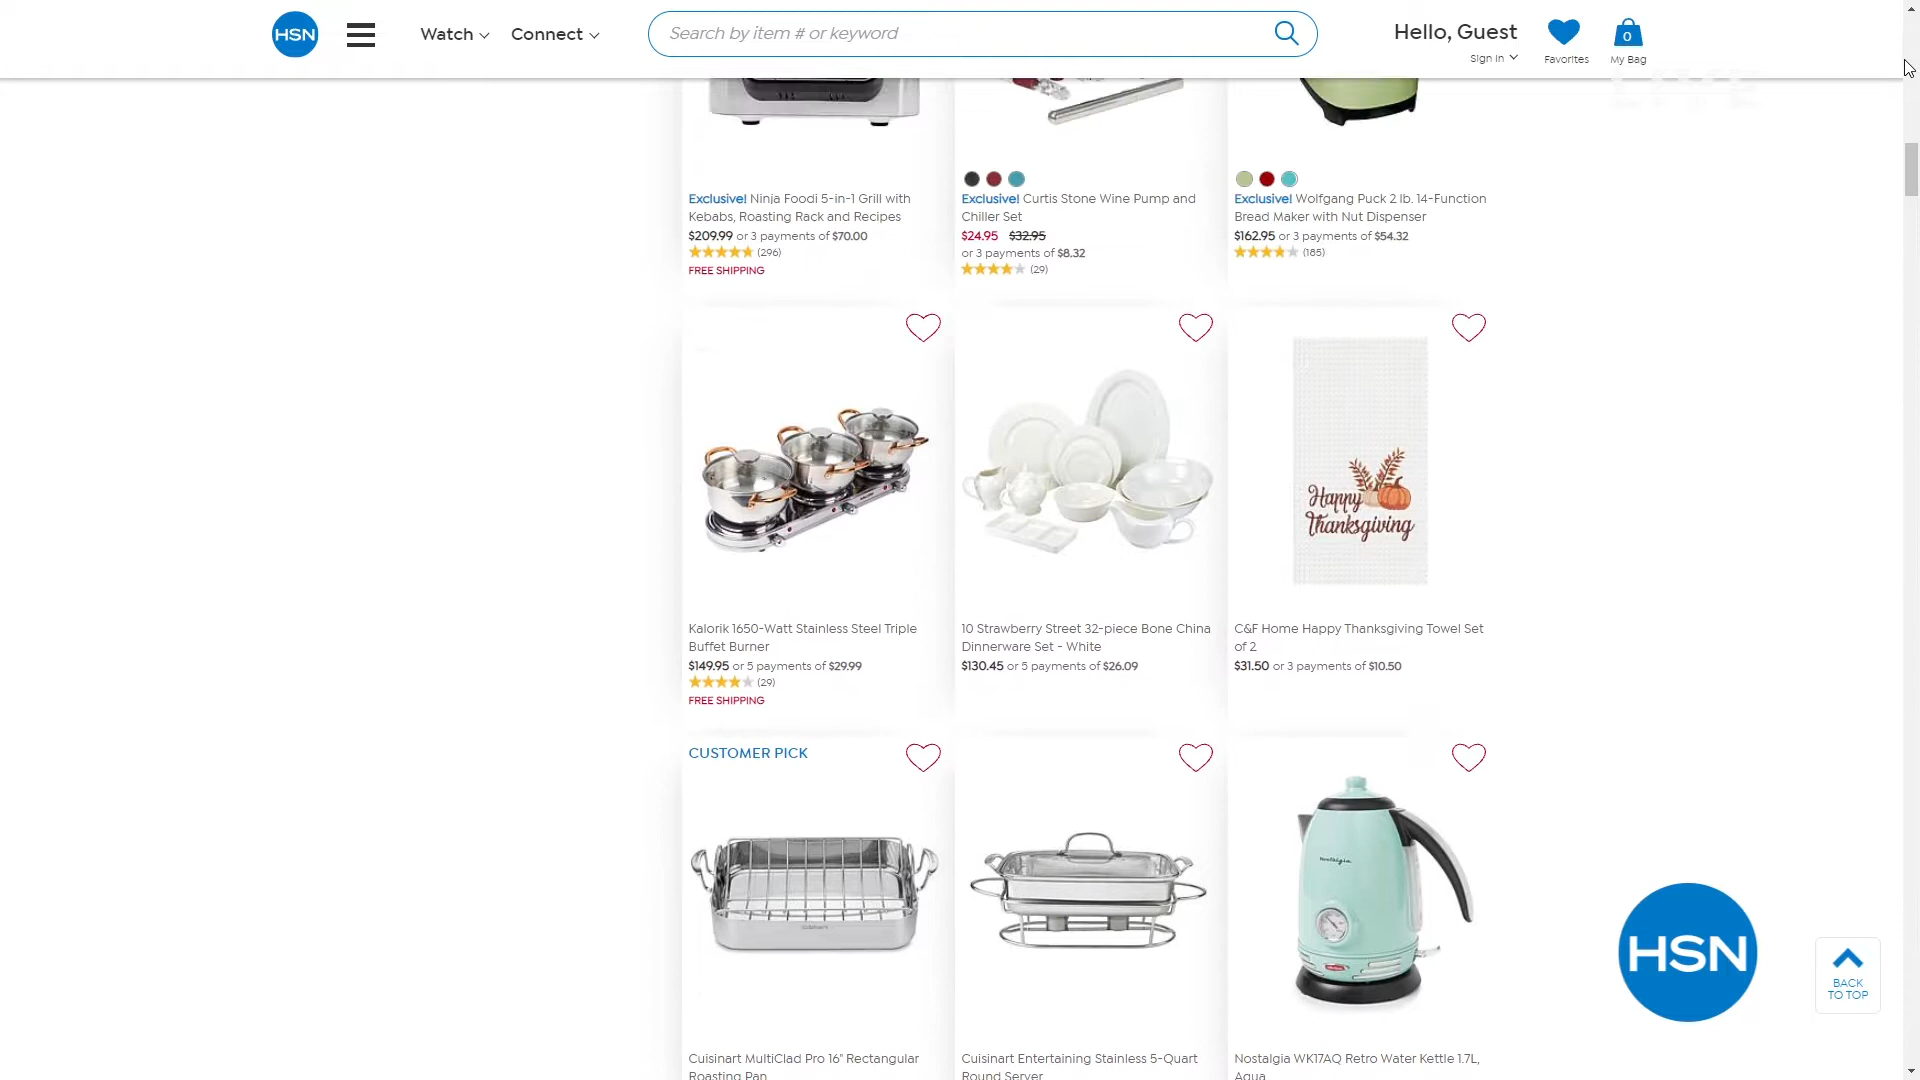 HSN
Watch
Connect
Search by item # or keyword
Hello, Guest
Sign In
Favorites
0
My Bag
Exclusive! Ninja Foodi 5-in-1 Grill with
Kebabs, Roasting Rack and Recipes
$209.99 or 3 payments of $70.00
(296)
FREE SHIPPING
Exclusive! Curtis Stone Wine Pump and
Chiller Set
$24.95 $32.95
or 3 payments of $8.32
(29)
Exclusive! Wolfgang Puck 2 lb. 14-Function
Bread Maker with Nut Dispenser
$162.95 or 3 payments of $54.32
(185)
Happy
Thanksgiving
Kalorik 1650-Watt Stainless Steel Triple
Buffet Burner
$149.95 or 5 payments of $29.99
(29)
FREE SHIPPING
10 Strawberry Street 32-piece Bone China
Dinnerware Set - White
$130.45 or 5 payments of $26.09
C&F Home Happy Thanksgiving Towel Set
of 2
$31.50 or 3 payments of $10.50
CUSTOMER PICK
Nostalgia
HSN
BACK
TO TOP
Cuisinart MultiClad Pro 16" Rectangular
Roasting Pan
Cuisinart Entertaining Stainless 5-Quart
Round Server
Nostalgia WK17AQ Retro Water Kettle 1.7L,
Aqua